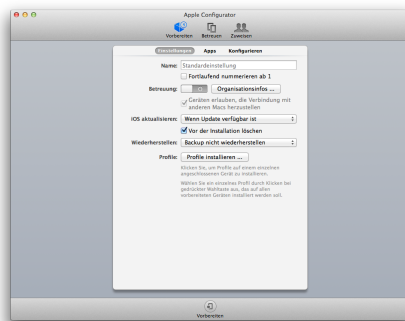 Apple Configurator
Vorbereiten Betreuen Zuweisen
Einstellungen Apps Konfigurieren
Name: Standardeinstellung
Fortlaufend nummerieren ab 1
Betreuung: Organisationsinfos ...
Geräten erlauben, die Verbindung mit
anderen Macs herzustellen
iOS aktualisieren: Wenn Update verfügbar ist
Vor der Installation löschen
Wiederherstellen: Backup nicht wiederherstellen
Profile: Profile installieren ...
Klicken Sie, um Profile auf einem einzelnen
angeschlossenen Gerät zu installieren.
Wählen Sie ein einzelnes Profil durch Klicken bei
gedrückter Wahltaste aus, das auf allen
vorbereiteten Geräten installiert werden soll.
Vorbereiten